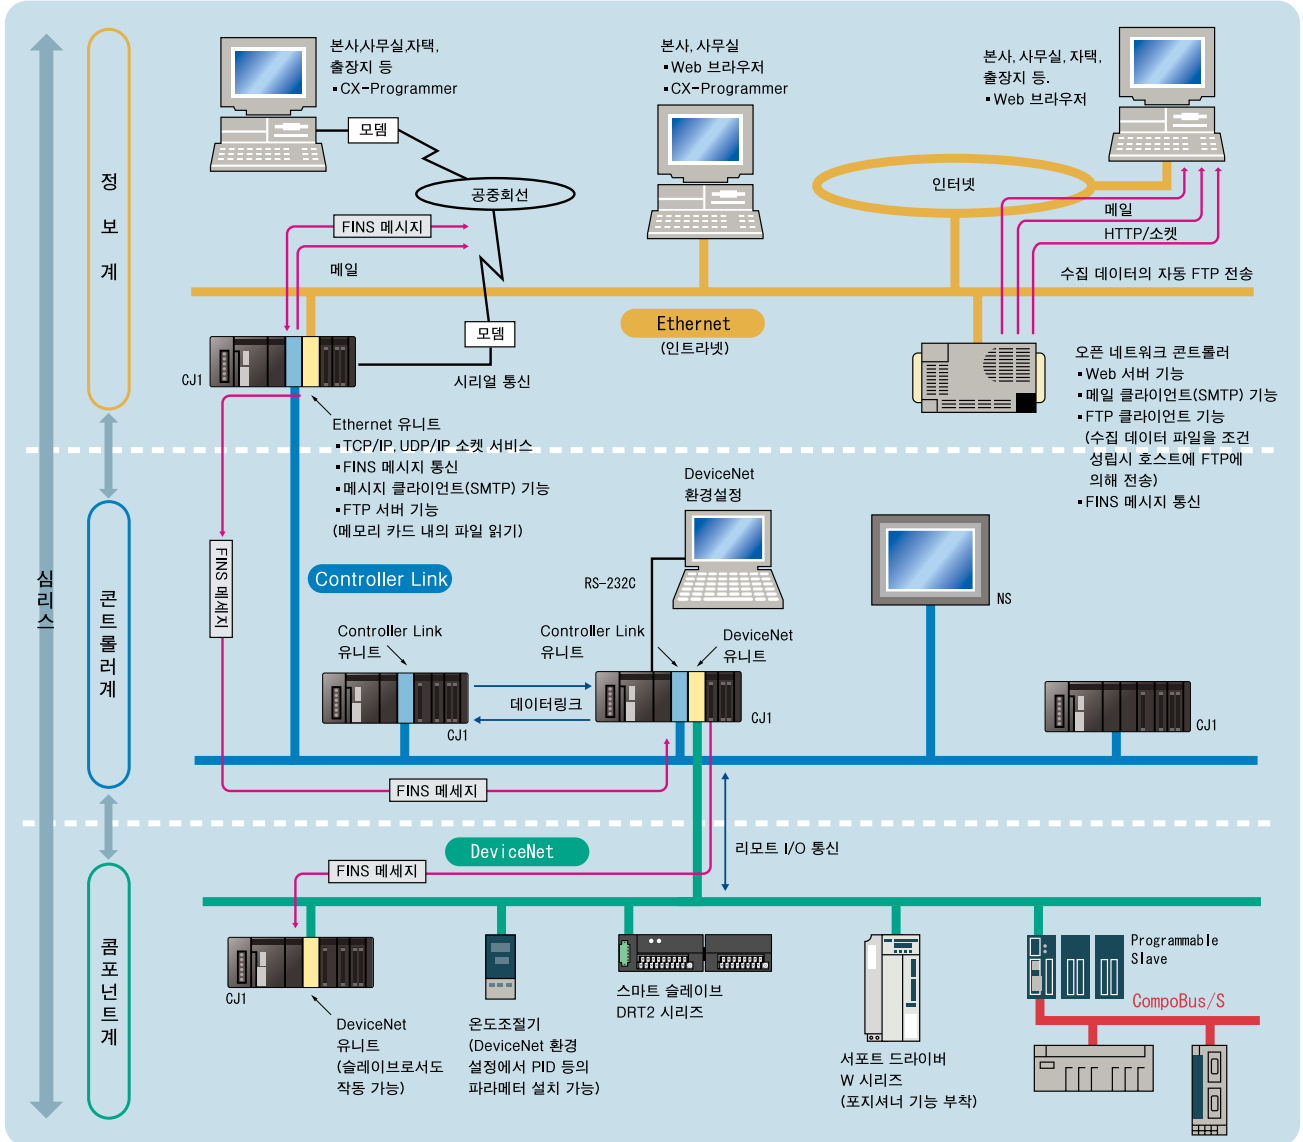 본사,사무실,자택,
출장지 등
▪CX-Programmer
모뎀
공중회선
FINS 메시지
메일
본사, 사무실
▪Web 브라우저
▪CX-Programmer
본사, 사무실, 자택,
출장지 등.
▪Web 브라우저
인터넷
메일
HTTP/소켓
수집 데이터의 자동 FTP 전송
정보계
Ethernet
(인트라넷)
모뎀
시리얼 통신
CJ1
Ethernet 유니트
▪TCP/IP, UDP/IP 소켓 서비스
▪FINS 메시지 통신
▪메시지 클라이언트(SMTP) 기능
▪FTP 서버 기능
(메모리 카드 내의 파일 읽기)
오픈 네트워크 콘트롤러
▪Web 서버 기능
▪메일 클라이언트(SMTP) 기능
▪FTP 클라이언트 기능
(수집 데이터 파일을 조건
성립시 호스트에 FTP에
의해 전송)
▪FINS 메시지 통신
심리스
콘트롤러계
FINS 메세지
Controller Link
DeviceNet
환경설정
RS-232C
NS
Controller Link
유니트
Controller Link
유니트
DeviceNet
유니트
데이터링크
CJ1
CJ1
CJ1
FINS 메세지
리모트 I/O 통신
콤포넌트계
DeviceNet
FINS 메세지
CJ1
DeviceNet
유니트
(슬레이브로서도
작동 가능)
온도조절기
(DeviceNet 환경
설정에서 PID 등의
파라메터 설치 가능)
스마트 슬레이브
DRT2 시리즈
서포트 드라이버
W 시리즈
(포지셔너 기능 부착)
Programmable
Slave
CompoBus/S